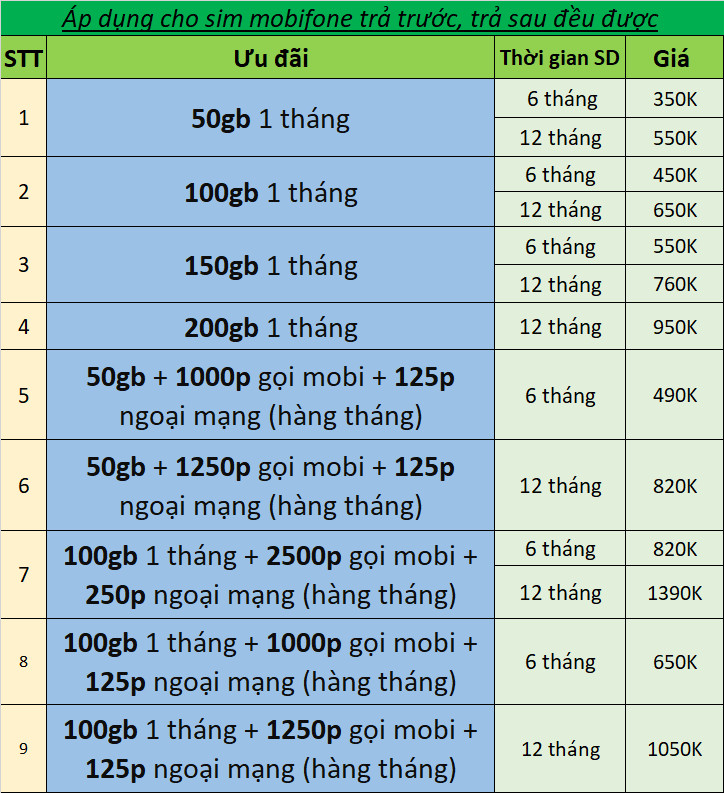 Áp dụng cho sim mobifone trả trước, trả sau đều được
STT Ưu đãi Thời gian SD Giá
1 50gb 1 tháng 6 tháng 350K
12 tháng 550K
2 100gb 1 tháng 6 tháng 450K
12 tháng 650K
3 150gb 1 tháng 6 tháng 550K
12 tháng 760K
4 200gb 1 tháng 12 tháng 950K
5 50gb + 1000p gọi mobi + 125p
ngoại mạng (hàng tháng) 6 tháng 490K
6 50gb + 1250p gọi mobi + 125p
ngoại mạng (hàng tháng) 12 tháng 820K
7 100gb 1 tháng + 2500p gọi mobi + 6 tháng 820K
250p ngoại mạng (hàng tháng) 12 tháng 1390K
8 100gb 1 tháng + 1000p gọi mobi +
125p ngoại mạng (hàng tháng) 6 tháng 650K
9 100gb 1 tháng + 1250p gọi mobi +
125p ngoại mạng (hàng tháng) 12 tháng 1050K